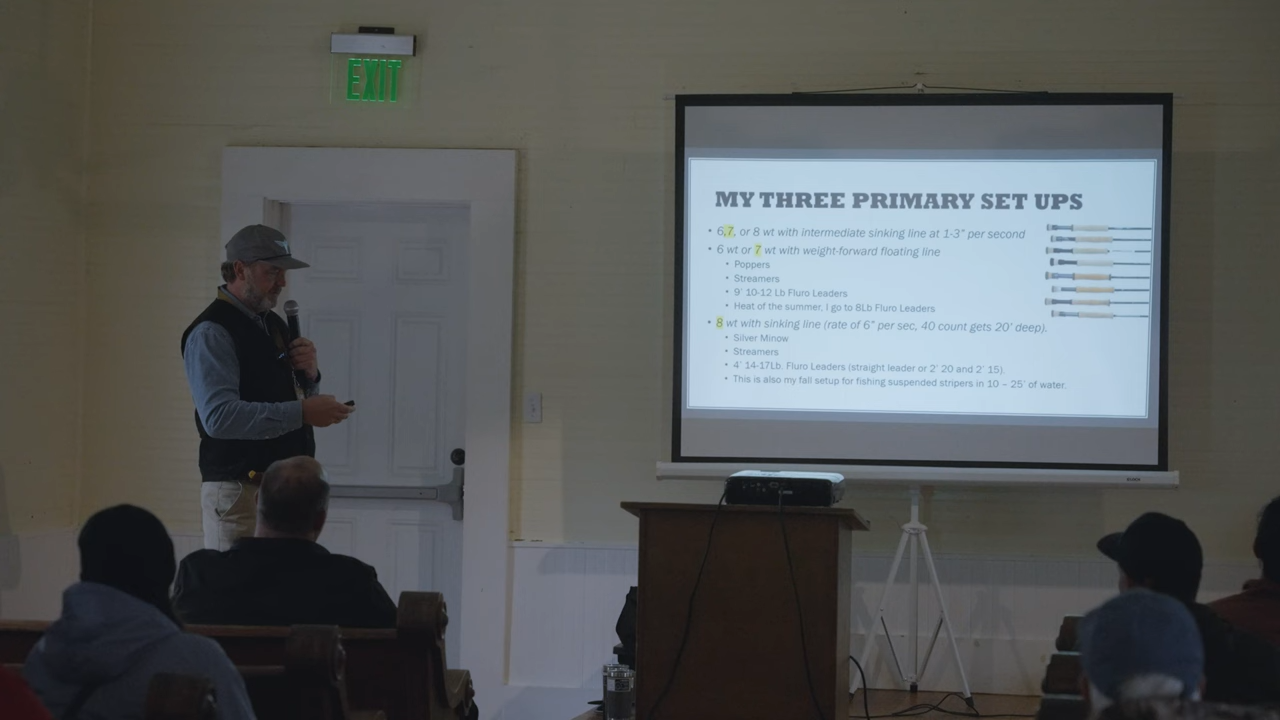 EXIT
MY THREE PRIMARY SET UPS
• 6,7, or 8 wt with intermediate sinking line at 1-3" per second
• 6 wt or 7 wt with weight-forward floating line
• Poppers
• Streamers
• 9' 10-12 Lb Fluro Leaders
• Heat of the summer, I go to 8Lb Fluro Leaders
• 8 wt with sinking line (rate of 6" per sec, 40 count gets 20' deep).
• Silver Minow
• Streamers
• 4' 14-17Lb. Fluro Leaders (straight leader or 2' 20 and 2' 15).
• This is also my fall setup for fishing suspended stripers in 10 – 25' of water.